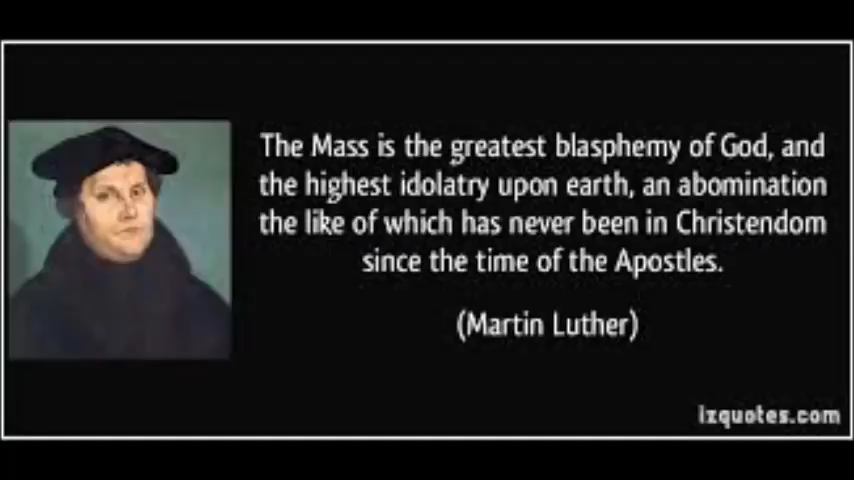 The Mass is the greatest blasphemy of God, and
the highest idolatry upon earth, an abomination
the like of which has never been in Christendom
since the time of the Apostles.
(Martin Luther)
izquotes.com